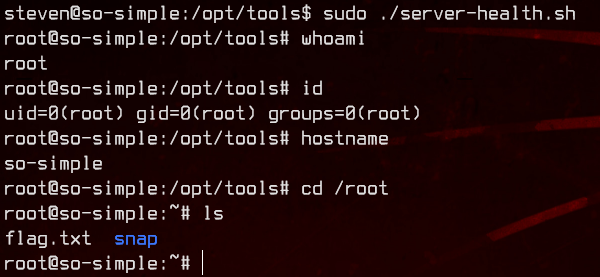 steven@so-simple:/opt/tools$ sudo ./server-health.sh
root@so-simple:/opt/tools# whoami
root
root@so-simple:/opt/tools# id
uid=0(root) gid=0(root) groups=0(root)
root@so-simple:/opt/tools# hostname
so-simple
root@so-simple:/opt/tools# cd /root
root@so-simple:~# ls
flag.txt  snap
root@so-simple:~#